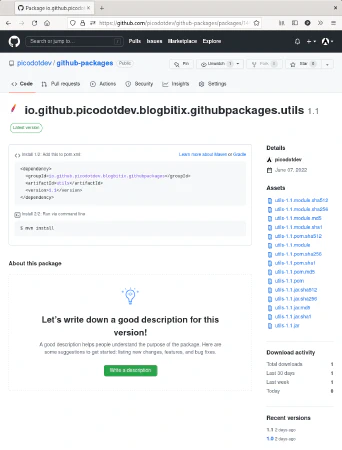 Package io.github.picodotd
https://github.com/picodotdev/github-packages/packages/14
Search or jump to...
Pulls Issues Marketplace Explore
picodotdev / github-packages Public
Pin Unwatch 1 Fork 0 Star 0
Code Pull requests Actions Security Insights Settings
io.github.picodotdev.blogbitix.githubpackages.utils 1.1
Latest version
Install 1/2: Add this to pom.xml
Learn more about Maven or Gradle
<dependency>
<groupId>io.github.picodotdev.blogbitix.githubpackages</groupId>
<artifactId>utils</artifactId>
<version>1.1</version>
</dependency>
Install 2/2: Run via command line
$ mvn install
About this package
Let's write down a good description for this
version!
A good description helps people understand the purpose of the package. Here are
some suggestions to get started: listing new changes, features, and bug fixes.
Write a description
Details
picodotdev
June 07, 2022
Assets
utils-1.1.module.sha512
utils-1.1.module.sha256
utils-1.1.module.md5
utils-1.1.module.sha1
utils-1.1.pom.sha512
utils-1.1.module
utils-1.1.pom.sha256
utils-1.1.pom.sha1
utils-1.1.pom.md5
utils-1.1.pom
utils-1.1.jar.sha512
utils-1.1.jar.sha256
utils-1.1.jar.md5
utils-1.1.jar.sha1
utils-1.1.jar
Download activity
Total downloads 1
Last 30 days 1
Last week 1
Today 0
Recent versions
1.1 2 days ago
1.0 2 days ago